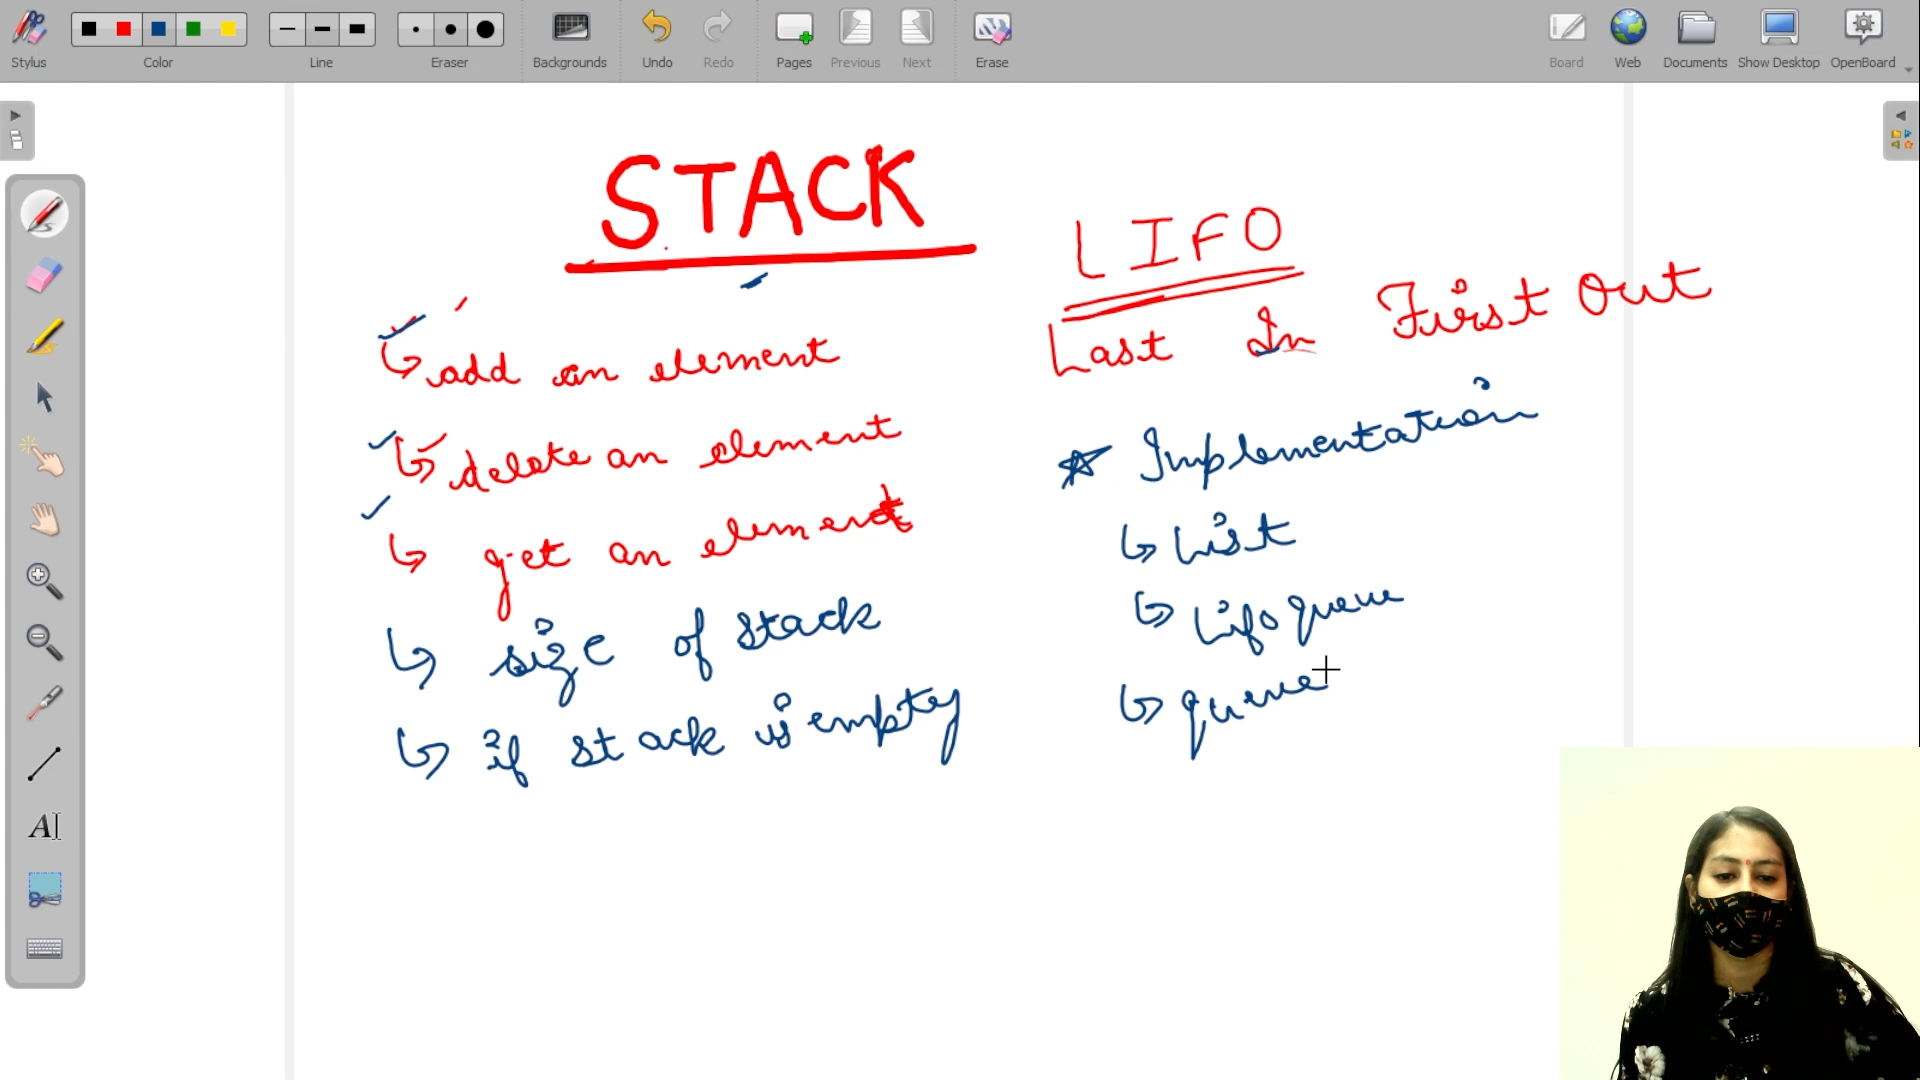 Stylus
Color
Line
Eraser
Backgrounds
Undo
Redo
Pages
Previous
Next
Erase
Board
Web
Documents
Show Desktop
OpenBoard
STACK
add an element
delete an element
get an element
size of stack
if stack is empty
LIFO
Last In First Out
Implementation
List
Lifo queue
queue